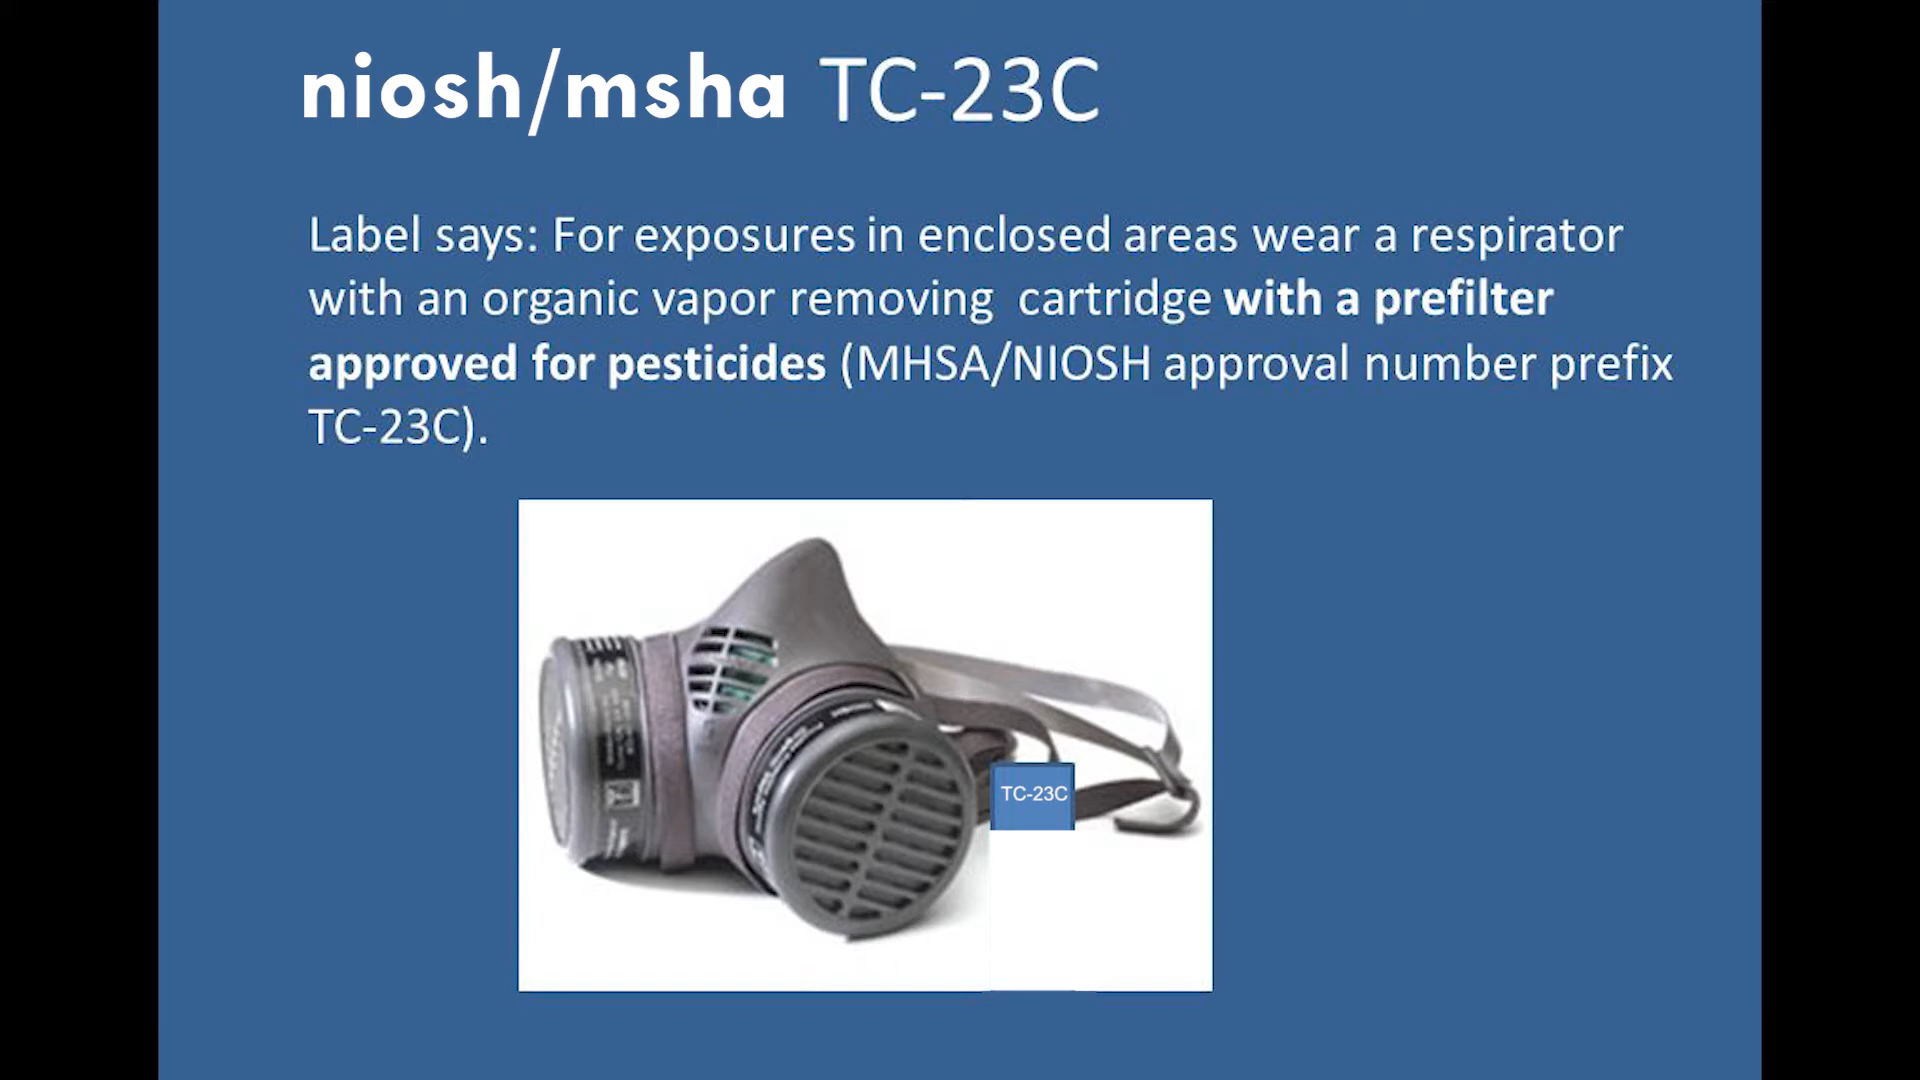 niosh/msha TC-23C
Label says: For exposures in enclosed areas wear a respirator
with an organic vapor removing cartridge with a prefilter
approved for pesticides (MHSA/NIOSH approval number prefix
TC-23C).
TC-23C